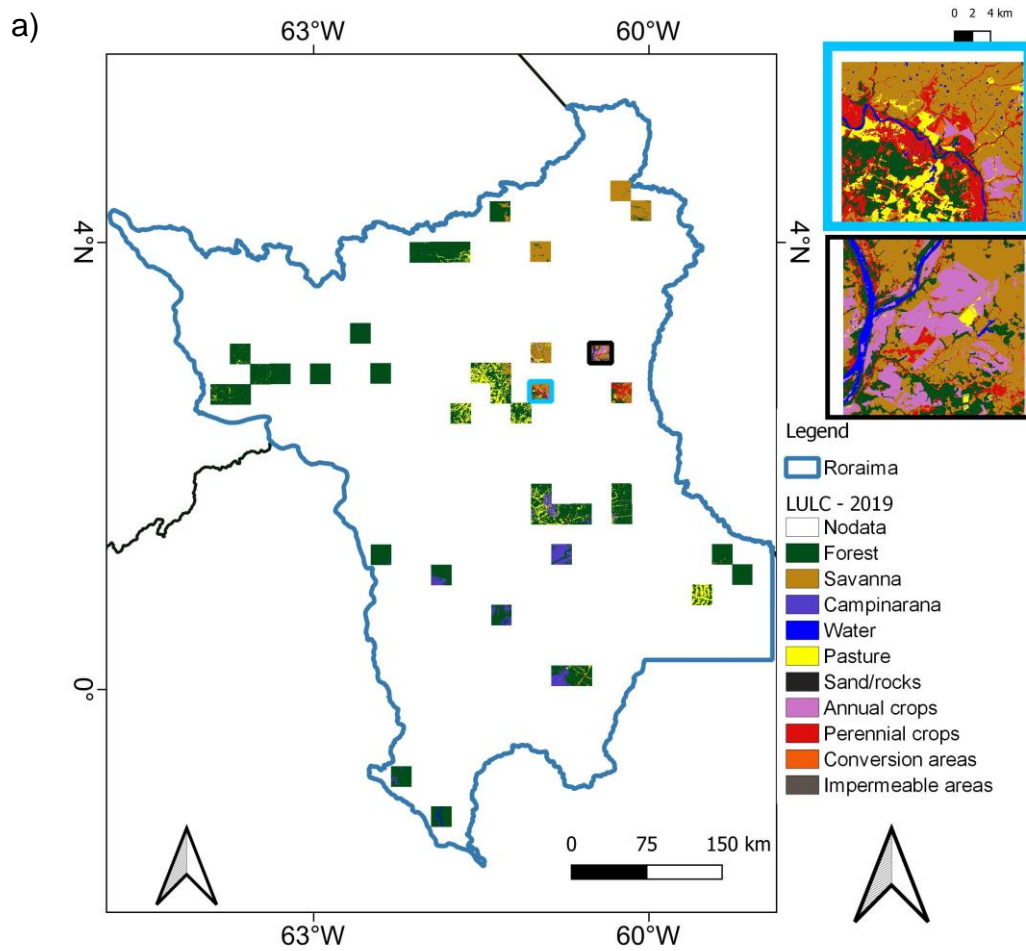 a)
63°W 60°W
0 2 4 km
4°N 4°N
Legend
Roraima
LULC - 2019
Nodata
Forest
Savanna
Campinarana
Water
Pasture
Sand/rocks
Annual crops
Perennial crops
Conversion areas
Impermeable areas
0° 0°
0 75 150 km
63°W 60°W